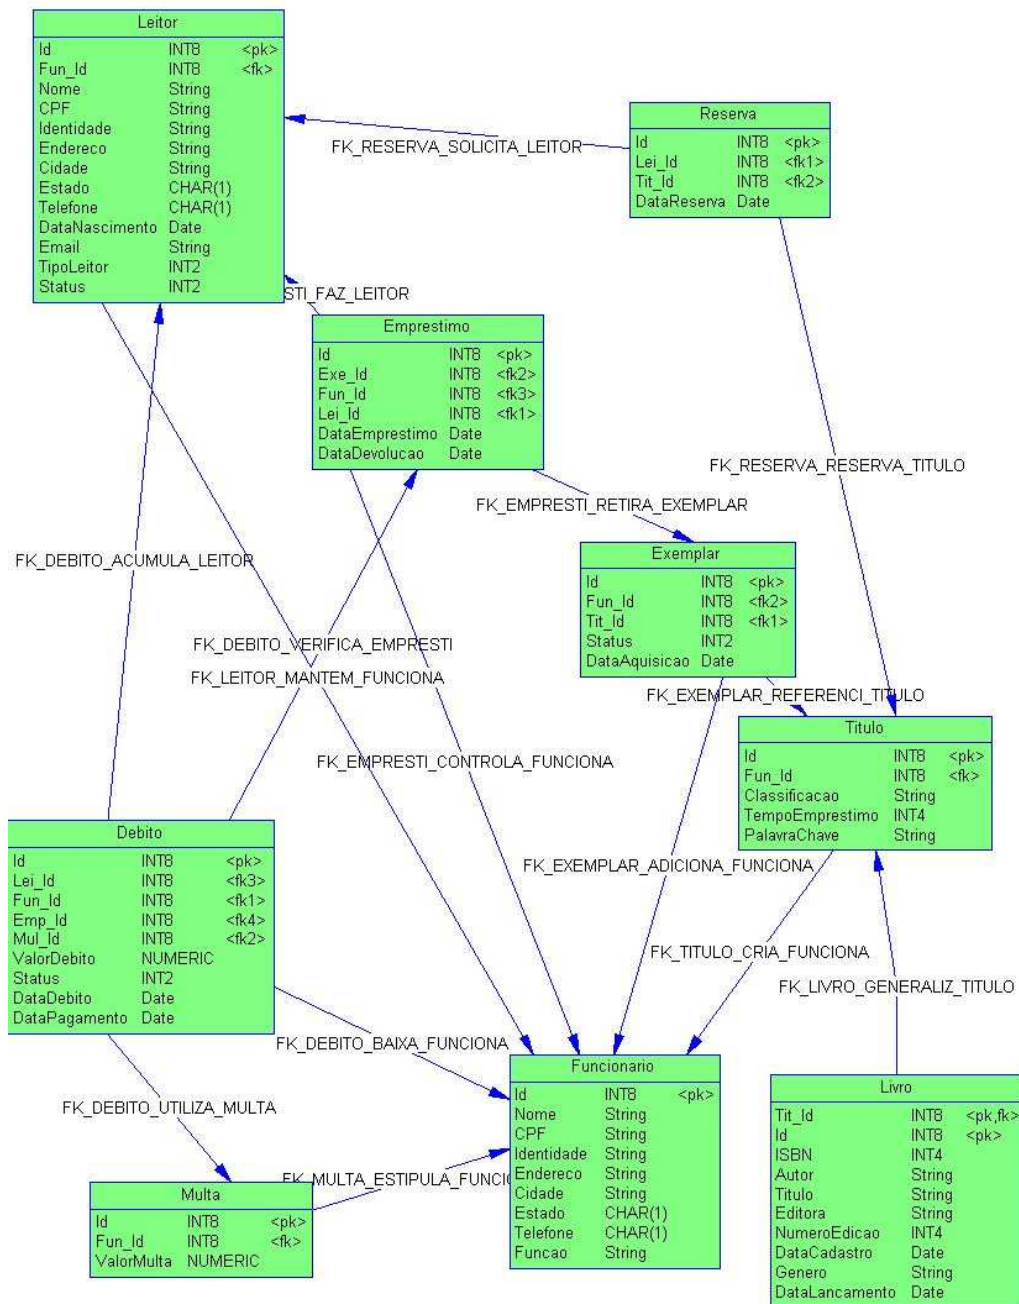 Leitor
Id INT8 <pk>
Fun_Id INT8 <fk>
Nome String
CPF String
Identidade String
Endereco String
Cidade String
Estado CHAR(1)
Telefone CHAR(1)
DataNascimento Date
Email String
TipoLeitor INT2
Status INT2
Reserva
Id INT8 <pk>
Lei_Id INT8 <fk1>
Tit_Id INT8 <fk2>
DataReserva Date
FK_RESERVA_SOLICITA_LEITOR
STI_FAZ_LEITOR
Emprestimo
Id INT8 <pk>
Exe_Id INT8 <fk2>
Fun_Id INT8 <fk3>
Lei_Id INT8 <fk1>
DataEmprestimo Date
DataDevolucao Date
FK_RESERVA_RESERVA_TITULO
FK_EMPRESTI_RETIRA_EXEMPLAR
FK_DEBITO_ACUMULA_LEITOR
Exemplar
Id INT8 <pk>
Fun_Id INT8 <fk2>
Tit_Id INT8 <fk1>
Status INT2
DataAquisicao Date
FK_DEBITO_VERIFICA_EMPRESTI
FK_LEITOR_MANTEM_FUNCIONA
FK_EXEMPLAR_REFERENCI_TITULO
Titulo
Id INT8 <pk>
Fun_Id INT8 <fk>
Classificacao String
TempoEmprestimo INT4
PalavraChave String
FK_EMPRESTI_CONTROLA_FUNCIONA
Debito
Id INT8 <pk>
Lei_Id INT8 <fk3>
Fun_Id INT8 <fk1>
Emp_Id INT8 <fk4>
Mul_Id INT8 <fk2>
ValorDebito NUMERIC
Status INT2
DataDebito Date
DataPagamento Date
FK_EXEMPLAR_ADICIONA_FUNCIONA
FK_TITULO_CRIA_FUNCIONA
FK_LIVRO_GENERALIZ_TITULO
FK_DEBITO_BAIXA_FUNCIONA
FK_DEBITO_UTILIZA_MULTA
Funcionario
Id INT8 <pk>
Nome String
CPF String
Identidade String
Endereco String
Cidade String
Estado CHAR(1)
Telefone CHAR(1)
Funcao String
Livro
Tit_Id INT8 <pk,fk>
Id INT8 <pk>
ISBN INT4
Autor String
Titulo String
Editora String
NumeroEdicao INT4
DataCadastro Date
Genero String
DataLancamento Date
FK_MULTA_ESTIPULA_FUNCI
Multa
Id INT8 <pk>
Fun_Id INT8 <fk>
ValorMulta NUMERIC